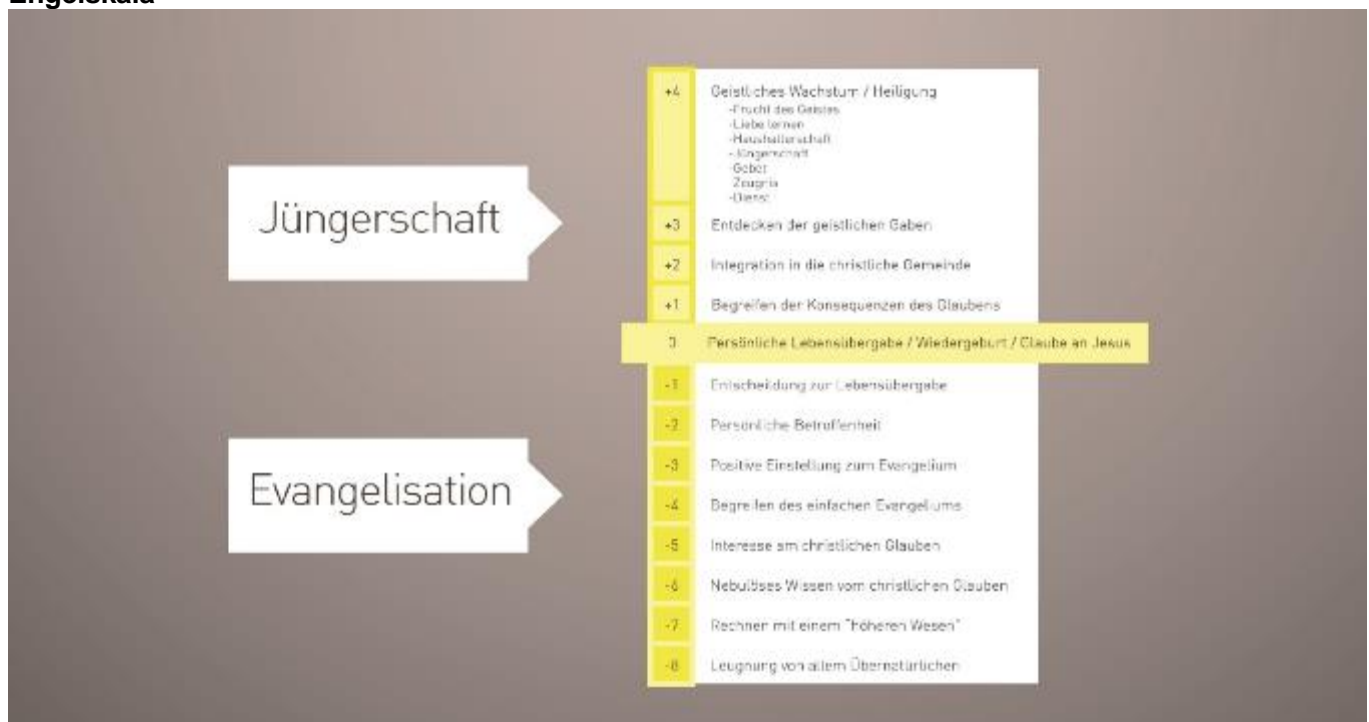 Engelskala
Jüngerschaft
Evangelisation
+4 Geistliches Wachstum / Heiligung
-Frucht des Geistes
-Liebe lernen
-Haushalterschaft
-Jüngerschaft
-Gebet
-Zeugnis
-Dienst
+3 Entdecken der geistlichen Gaben
+2 Integration in die christliche Gemeinde
+1 Begreifen der Konsequenzen des Glaubens
0 Persönliche Lebensübergabe / Wiedergeburt / Glaube an Jesus
-1 Entscheidung zur Lebensübergabe
-2 Persönliche Betroffenheit
-3 Positive Einstellung zum Evangelium
-4 Begreifen des einfachen Evangeliums
-5 Interesse am christlichen Glauben
-6 Nebulöses Wissen vom christlichen Glauben
-7 Rechnen mit einem "höheren Wesen"
-8 Leugnung von allem Übernatürlichen